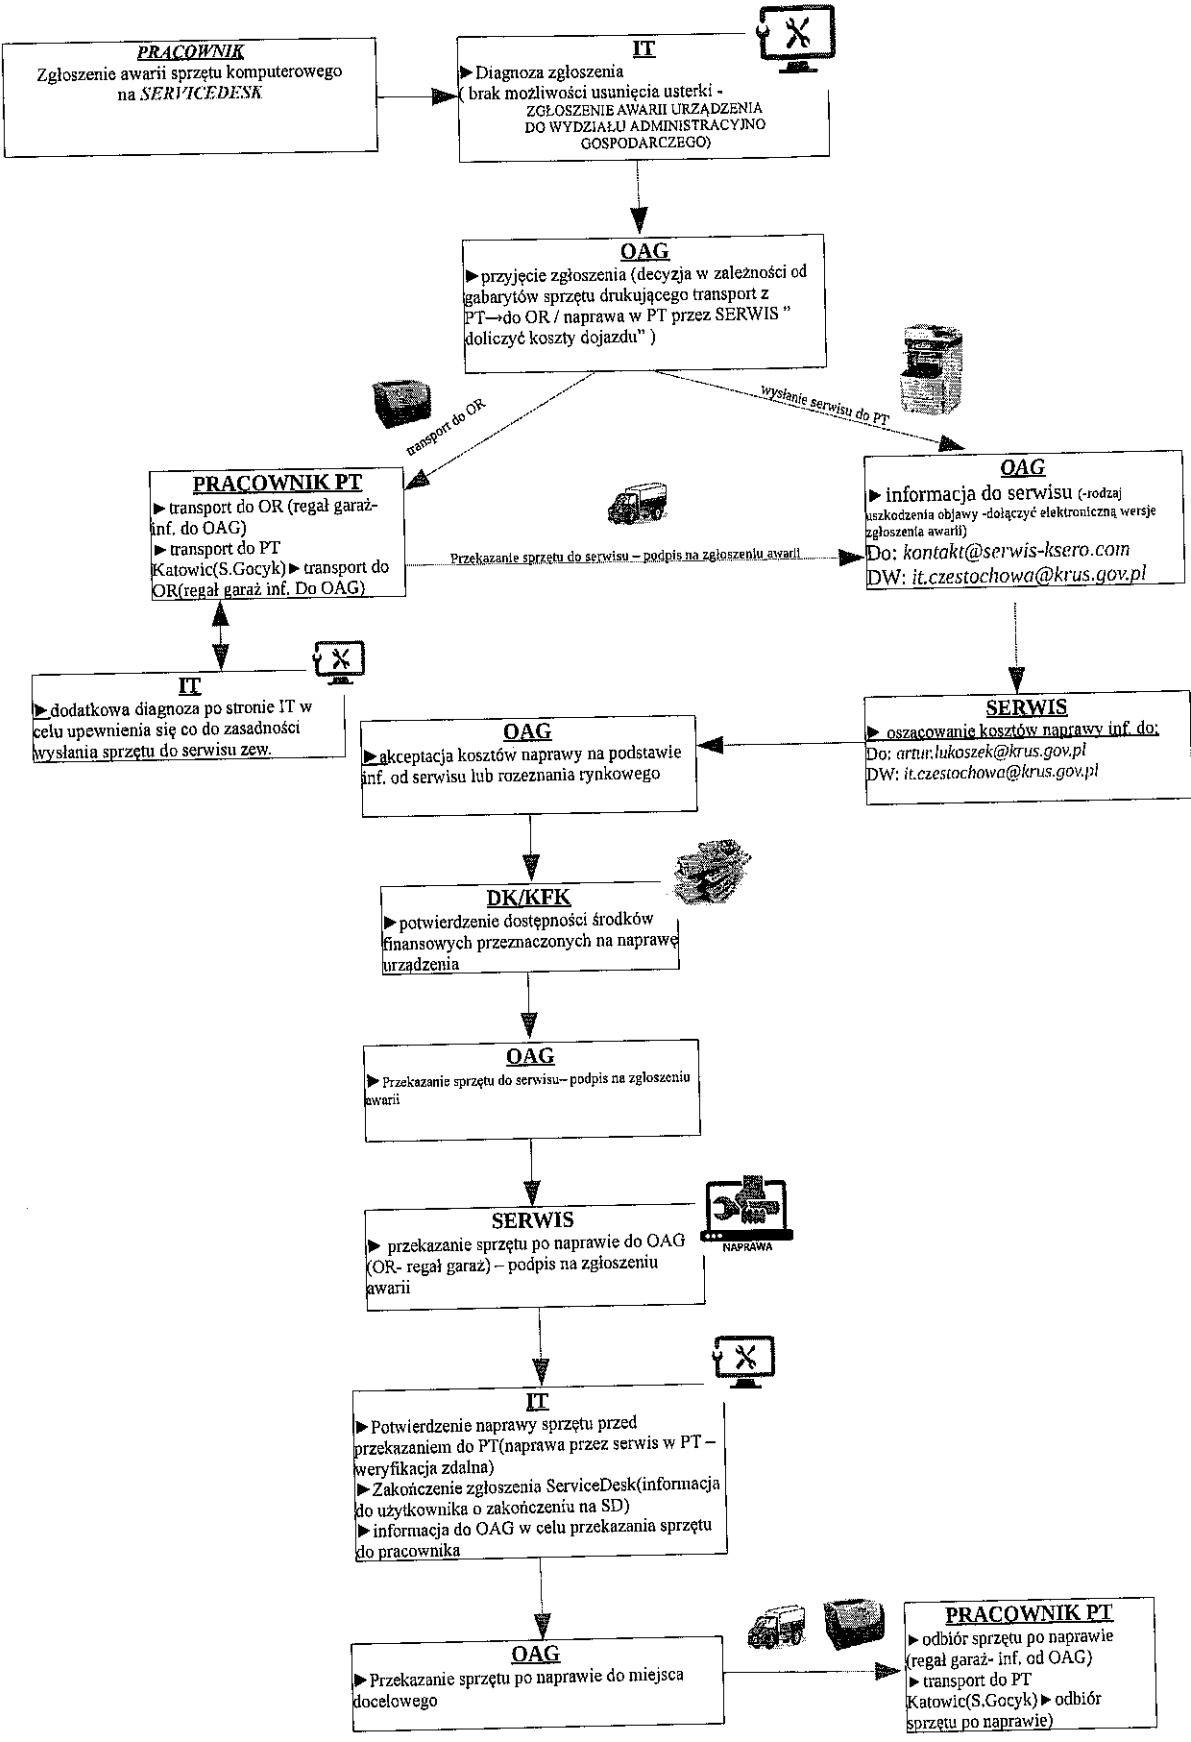 PRACOWNIK
Zgłoszenie awarii sprzętu komputerowego
na SERVICEDESK
IT
►Diagnoza zgłoszenia
( brak możliwości usunięcia usterki -
ZGŁOSZENIE AWARII URZĄDZENIA
DO WYDZIAŁU ADMINISTRACYJNO
GOSPODARCZEGO)
OAG
►przyjęcie zgłoszenia (decyzja w zależności od
gabarytów sprzętu drukującego transport z
PT→do OR / naprawa w PT przez SERWIS ”
doliczyć koszty dojazdu” )
transport do OR
wysłanie serwisu do PT
PRACOWNIK PT
► transport do OR (regał garaż-
inf. do OAG)
► transport do PT
Katowic(S.Gocyk)► transport do
OR(regał garaż inf. Do OAG)
Przekazanie sprzętu do serwisu – podpis na zgłoszeniu awarii
OAG
► informacja do serwisu (-rodzaj
uszkodzenia objawy -dołączyć elektroniczną wersje
zgłoszenia awarii)
Do: kontakt@serwis-ksero.com
DW: it.czestochowa@krus.gov.pl
IT
►dodatkowa diagnoza po stronie IT w
celu upewnienia się co do zasadności
wysłania sprzętu do serwisu zew.
SERWIS
► oszacowanie kosztów naprawy inf. do:
Do: artur.lukoszek@krus.gov.pl
DW: it.czestochowa@krus.gov.pl
OAG
►akceptacja kosztów naprawy na podstawie
inf. od serwisu lub rozeznania rynkowego
DK/KFK
►potwierdzenie dostępności środków
finansowych przeznaczonych na naprawę
urządzenia
OAG
►Przekazanie sprzętu do serwisu– podpis na zgłoszeniu
awarii
SERWIS
► przekazanie sprzętu po naprawie do OAG
(OR- regał garaż) – podpis na zgłoszeniu
awarii
NAPRAWA
IT
►Potwierdzenie naprawy sprzętu przed
przekazaniem do PT(naprawa przez serwis w PT –
weryfikacja zdalna)
►Zakończenie zgłoszenia ServiceDesk(informacja
do użytkownika o zakończeniu na SD)
►informacja do OAG w celu przekazania sprzętu
do pracownika
OAG
►Przekazanie sprzętu po naprawie do miejsca
docelowego
PRACOWNIK PT
►odbiór sprzętu po naprawie
(regał garaż- inf. od OAG)
► transport do PT
Katowic(S.Gocyk)► odbiór
sprzętu po naprawie)